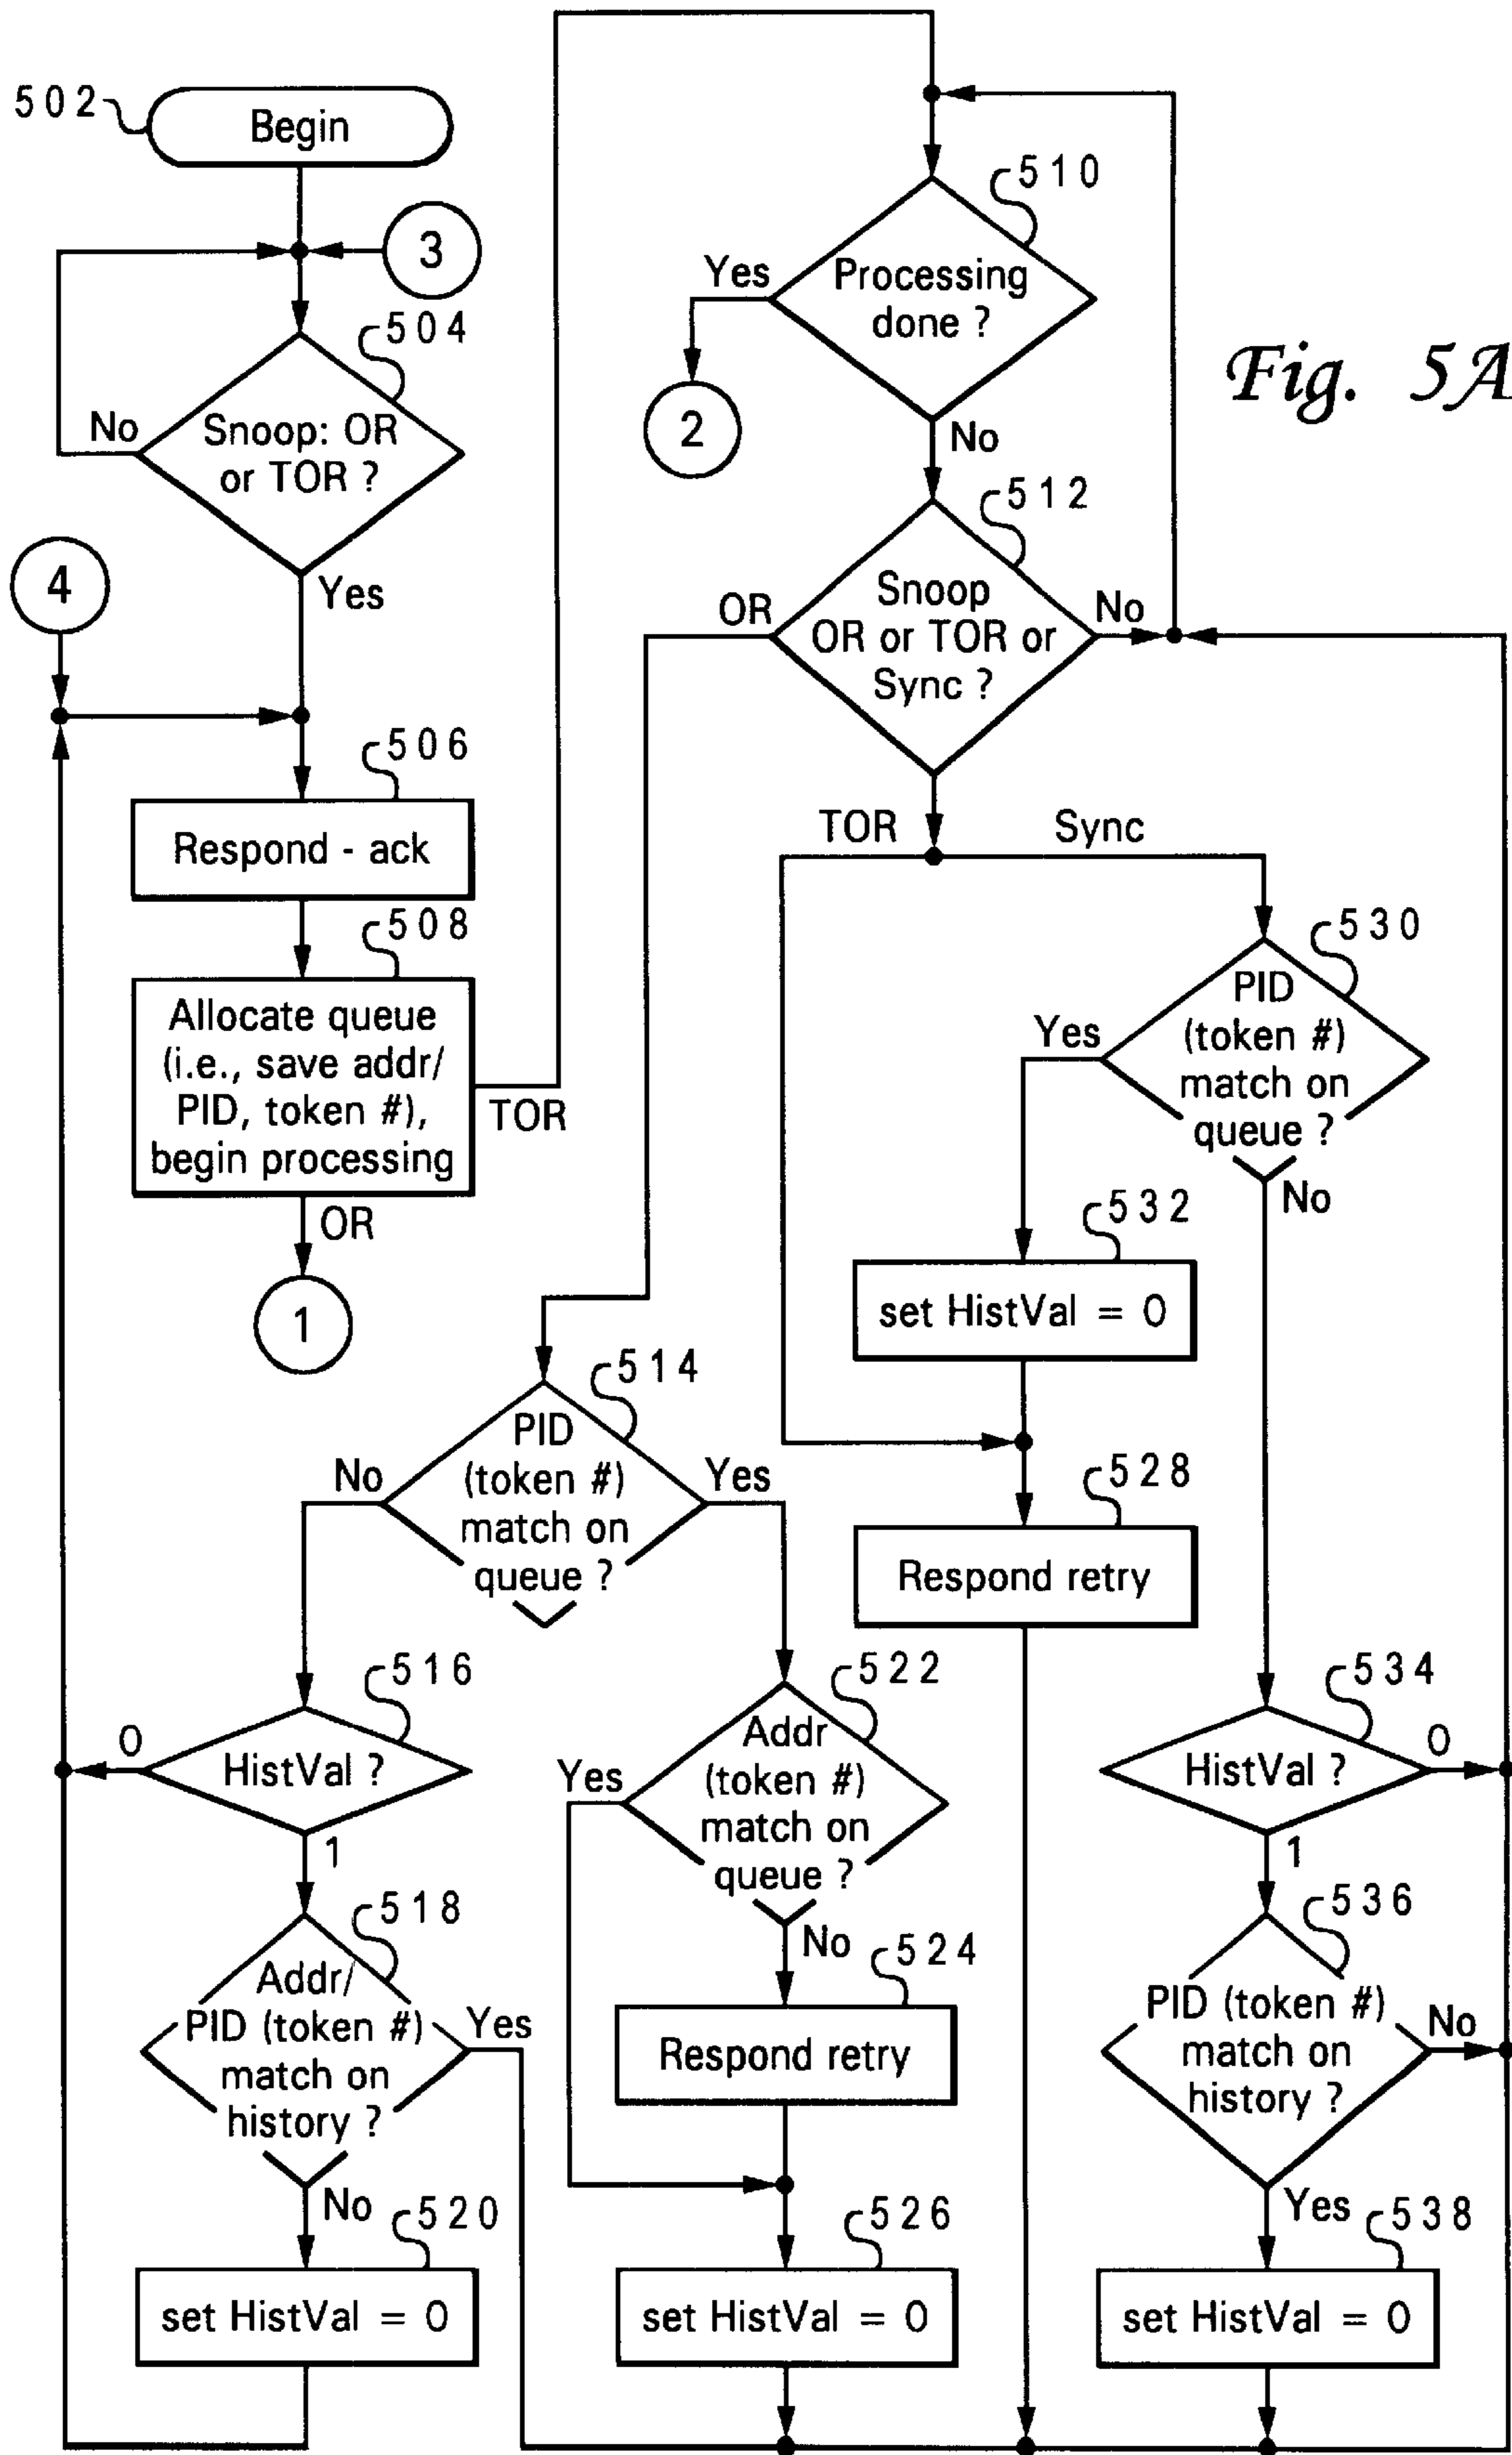 502
Begin
3
504
No
Snoop: OR
or TOR ?
Yes
4
506
Respond - ack
508
Allocate queue
(i.e., save addr/
PID, token #),
begin processing
TOR
OR
1
510
Yes
Processing
done ?
2
No
Fig. 5A
512
OR
Snoop
OR or TOR or
Sync ?
No
TOR
Sync
530
Yes
PID
(token #)
match on
queue ?
No
532
set HistVal = 0
528
Respond retry
514
No
PID
(token #)
match on
queue ?
Yes
516
0
HistVal ?
1
518
Addr/
PID (token #)
match on
history ?
Yes
No
520
set HistVal = 0
522
Yes
Addr
(token #)
match on
queue ?
No
524
Respond retry
526
set HistVal = 0
534
HistVal ?
0
1
536
PID (token #)
match on
history ?
No
Yes
538
set HistVal = 0